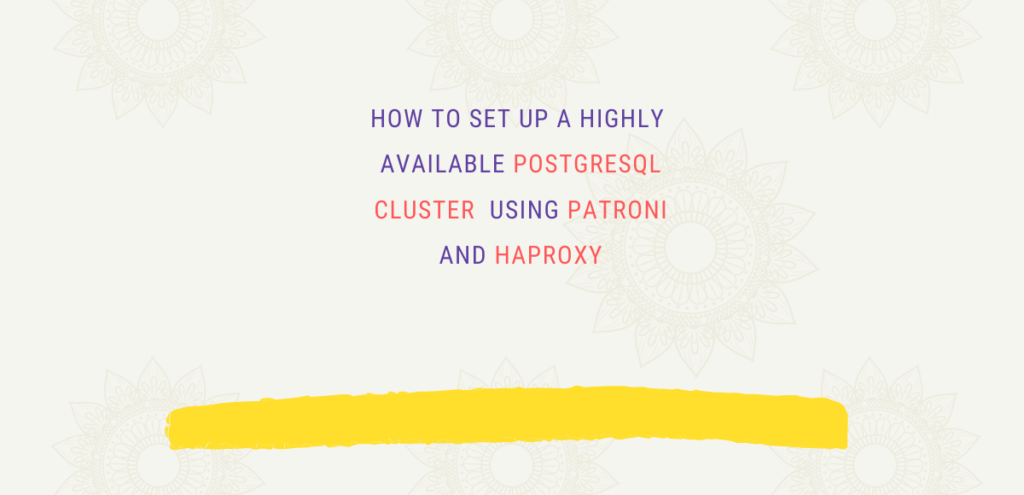 HOW TO SET UP A HIGHLY
AVAILABLE POSTGRESQL
CLUSTER USING PATRONI
AND HAPROXY